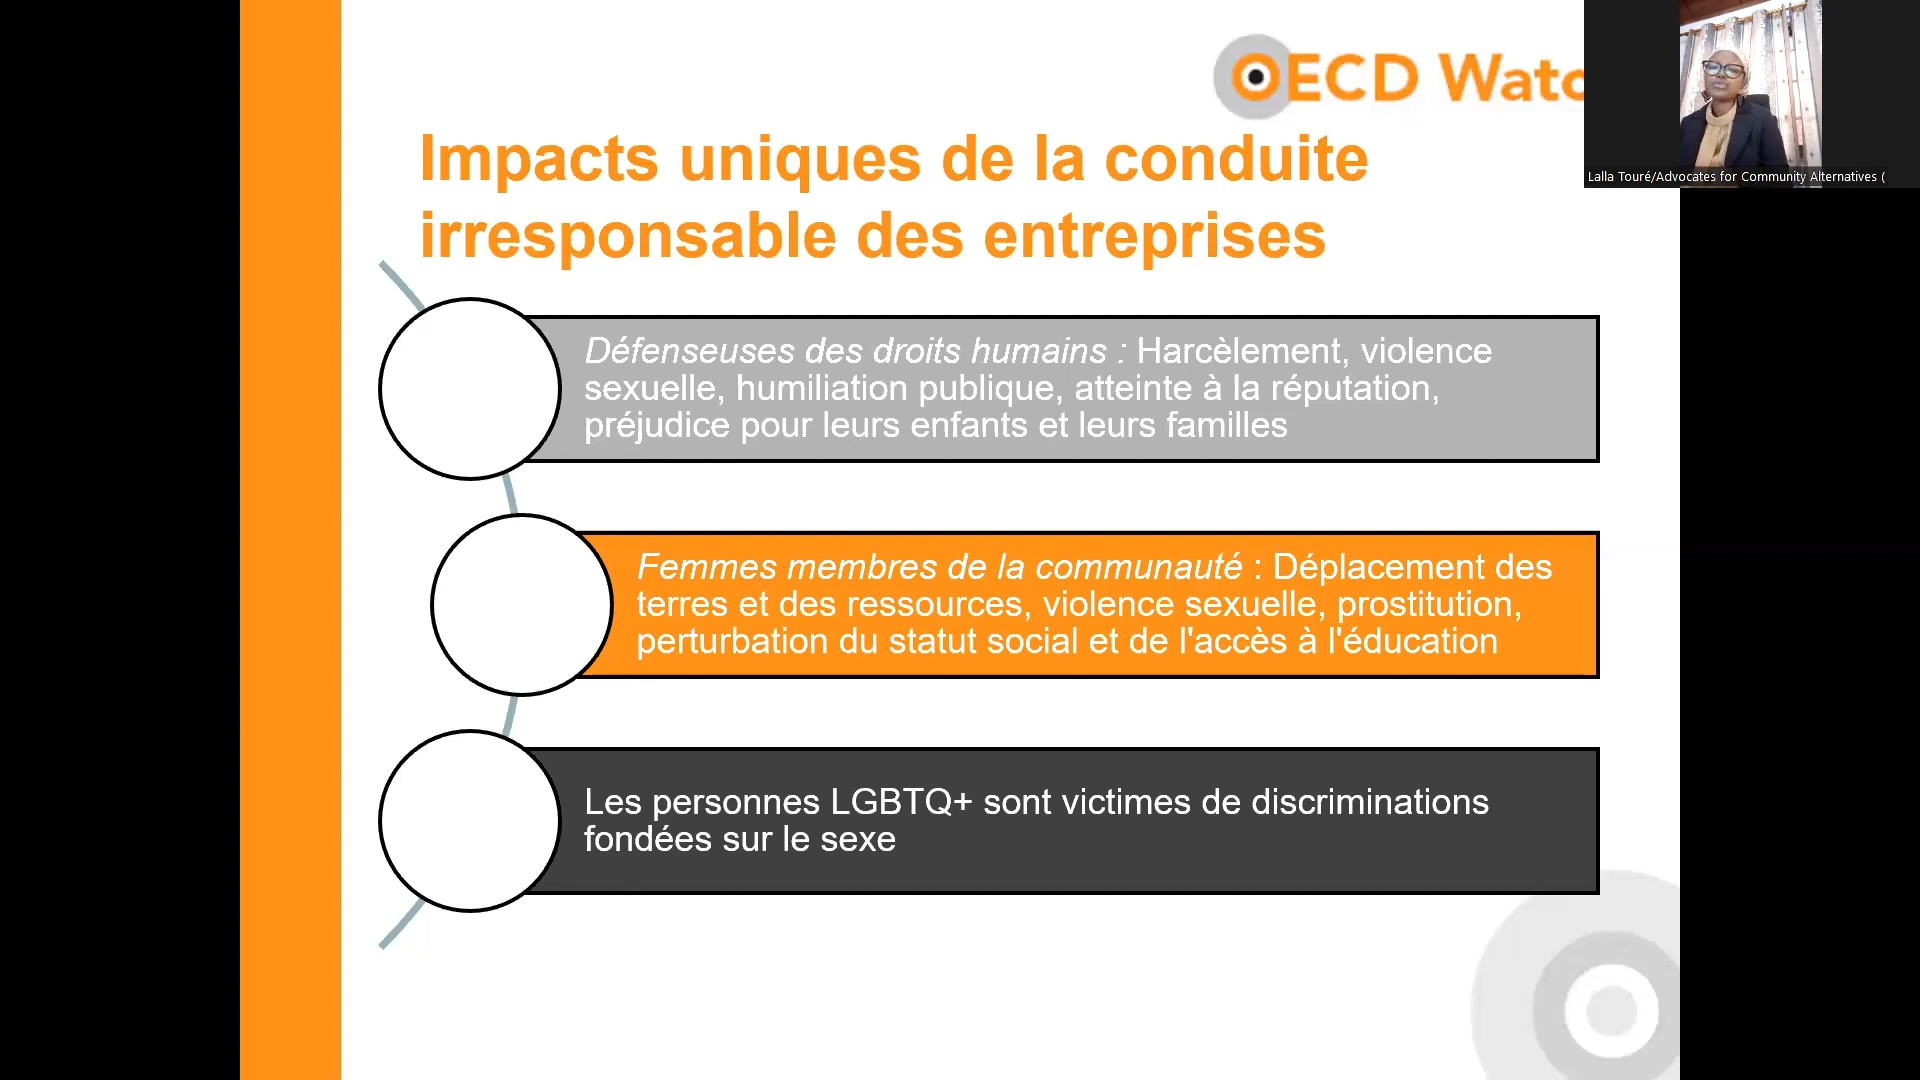 OECD Watc
Lalla Touré/Advocates for Community Alternatives (
Impacts uniques de la conduite
irresponsable des entreprises
Défenseuses des droits humains : Harcèlement, violence
sexuelle, humiliation publique, atteinte à la réputation,
préjudice pour leurs enfants et leurs familles
Femmes membres de la communauté : Déplacement des
terres et des ressources, violence sexuelle, prostitution,
perturbation du statut social et de l'accès à l'éducation
Les personnes LGBTQ+ sont victimes de discriminations
fondées sur le sexe